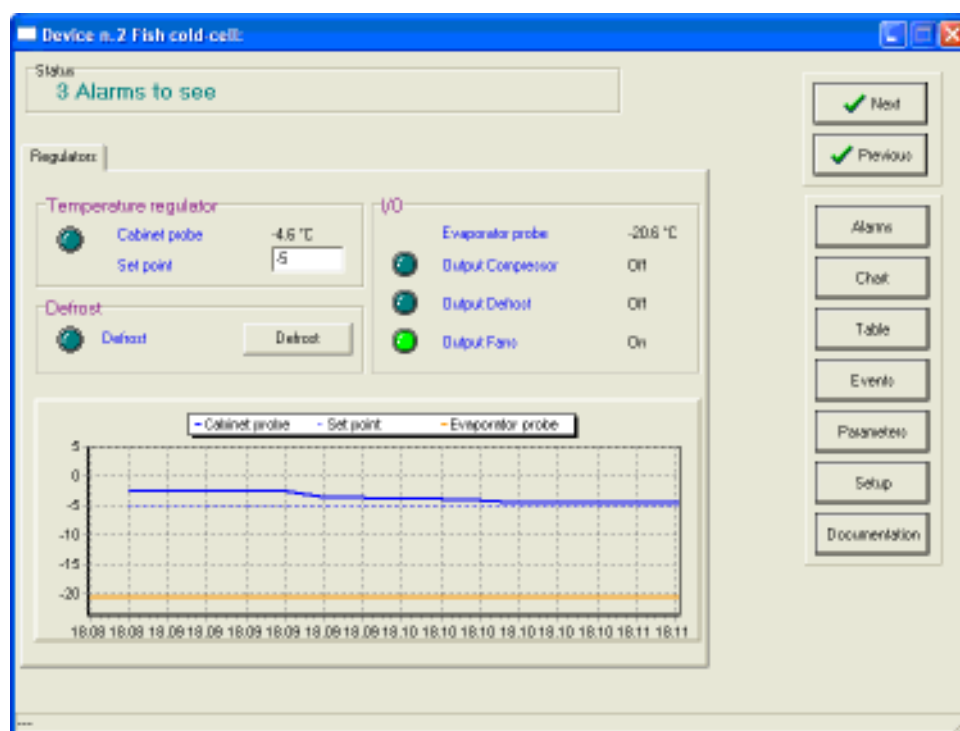 Device n. 2 Fish cold-cell:
Status
3 Alarms to see
Next
Previous
Regulators
Temperature regulator
Cabinet probe -4.6 °C
Set point -5
I/O
Evaporator probe -20.6 °C
Output Compressor Off
Output Defrost Off
Output Fans On
Defrost
Defrost Defrost
Alarms
Chart
Table
Events
Parameters
Setup
Documentation
Cabinet probe - Set point Evaporator probe
5
0
-5
-10
-15
-20
18.08 18.08 18.09 18.09 18.09 18.09 18.09 18.09 18.10 18.10 18.10 18.10 18.10 18.10 18.11 18.11
---